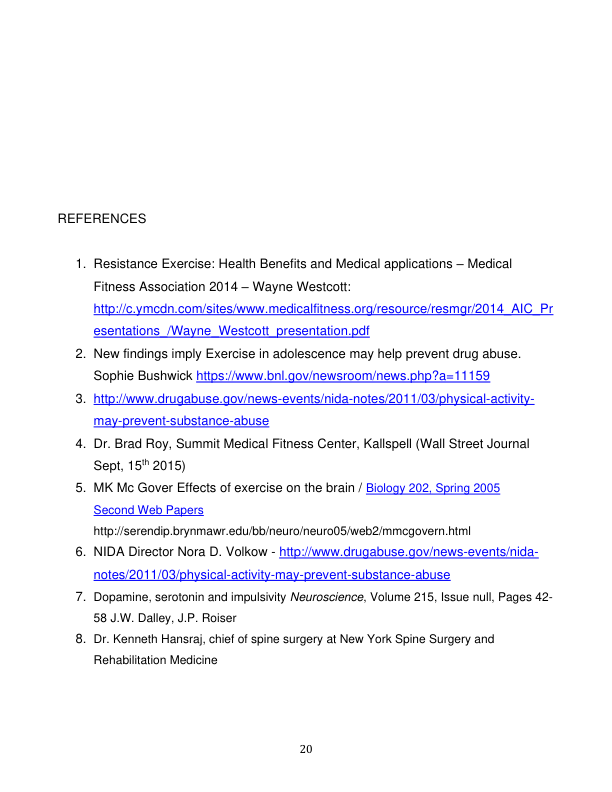 REFERENCES
1. Resistance Exercise: Health Benefits and Medical applications – Medical
Fitness Association 2014 – Wayne Westcott:
http://c.ymcdn.com/sites/www.medicalfitness.org/resource/resmgr/2014_AIC_Pr
esentations_/Wayne_Westcott_presentation.pdf
2. New findings imply Exercise in adolescence may help prevent drug abuse.
Sophie Bushwick https://www.bnl.gov/newsroom/news.php?a=11159
3. http://www.drugabuse.gov/news-events/nida-notes/2011/03/physical-activity-
may-prevent-substance-abuse
4. Dr. Brad Roy, Summit Medical Fitness Center, Kallspell (Wall Street Journal
Sept, 15th 2015)
5. MK Mc Gover Effects of exercise on the brain / Biology 202, Spring 2005
Second Web Papers
http://serendip.brynmawr.edu/bb/neuro/neuro05/web2/mmcgovern.html
6. NIDA Director Nora D. Volkow - http://www.drugabuse.gov/news-events/nida-
notes/2011/03/physical-activity-may-prevent-substance-abuse
7. Dopamine, serotonin and impulsivity Neuroscience, Volume 215, Issue null, Pages 42-
58 J.W. Dalley, J.P. Roiser
8. Dr. Kenneth Hansraj, chief of spine surgery at New York Spine Surgery and
Rehabilitation Medicine
20